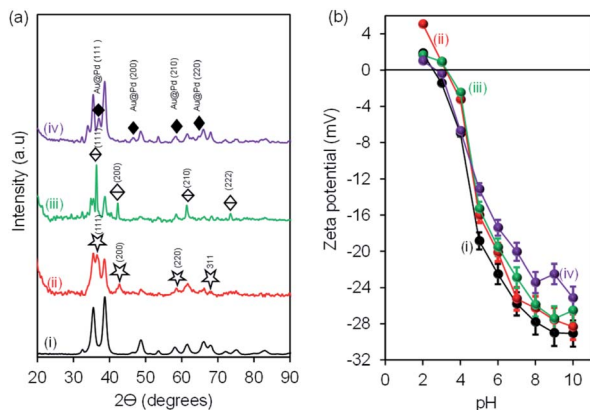 (a)
Intensity (a.u)
2Θ (degrees)
20 30 40 50 60 70 80 90
(iv)
Au@Pd (111 )
Au@Pd (200)
Au@Pd (210)
Au@Pd (220)
(iii)
(111)
(200)
(210)
(222)
(ii)
(111)
(200)
(220)
(311
(i)
(b)
Zeta potential (mV)
8
4
0
-4
-8
-12
-16
-20
-24
-28
-32
0 2 4 6 8 10
pH
(ii)
(iii)
(i)
(iv)